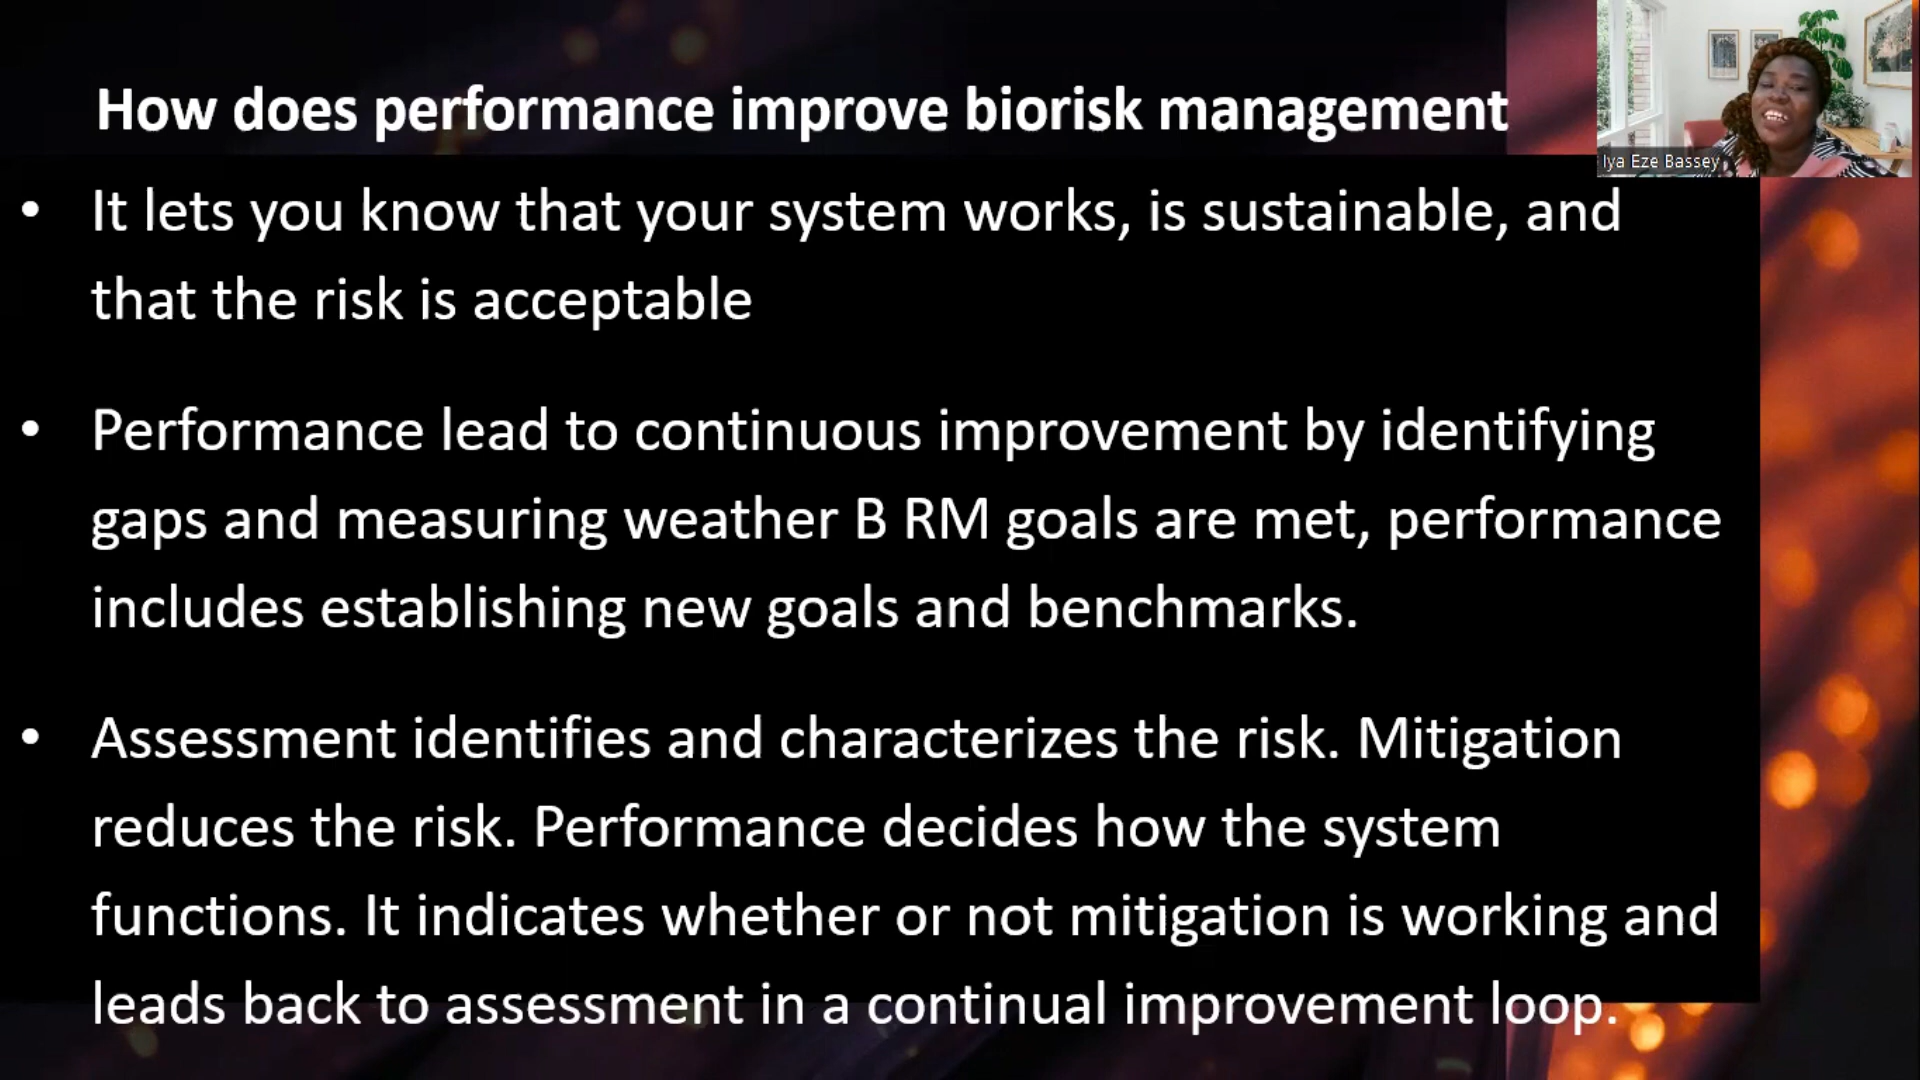 How does performance improve biorisk management
Iya Eze Bassey
• It lets you know that your system works, is sustainable, and
that the risk is acceptable
• Performance lead to continuous improvement by identifying
gaps and measuring weather B RM goals are met, performance
includes establishing new goals and benchmarks.
• Assessment identifies and characterizes the risk. Mitigation
reduces the risk. Performance decides how the system
functions. It indicates whether or not mitigation is working and
leads back to assessment in a continual improvement loop.